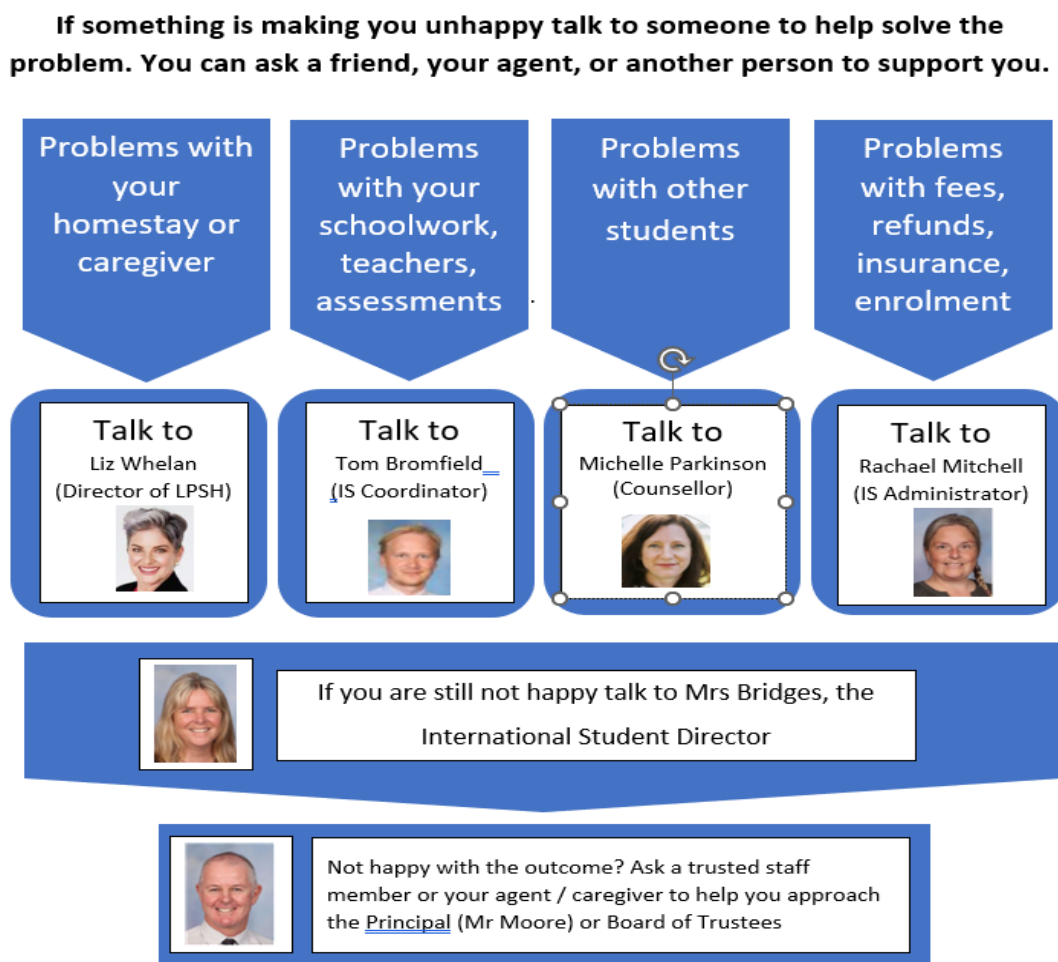 If something is making you unhappy talk to someone to help solve the
problem. You can ask a friend, your agent, or another person to support you.
Problems with
your
homestay or
caregiver
Problems
with your
schoolwork,
teachers,
assessments
Problems
with other
students
Problems
with fees,
refunds,
insurance,
enrolment
Talk to
Liz Whelan
(Director of LPSH)
Talk to
Tom Bromfield
(IS Coordinator)
Talk to
Michelle Parkinson
(Counsellor)
Talk to
Rachael Mitchell
(IS Administrator)
If you are still not happy talk to Mrs Bridges, the
International Student Director
Not happy with the outcome? Ask a trusted staff
member or your agent / caregiver to help you approach
the Principal (Mr Moore) or Board of Trustees